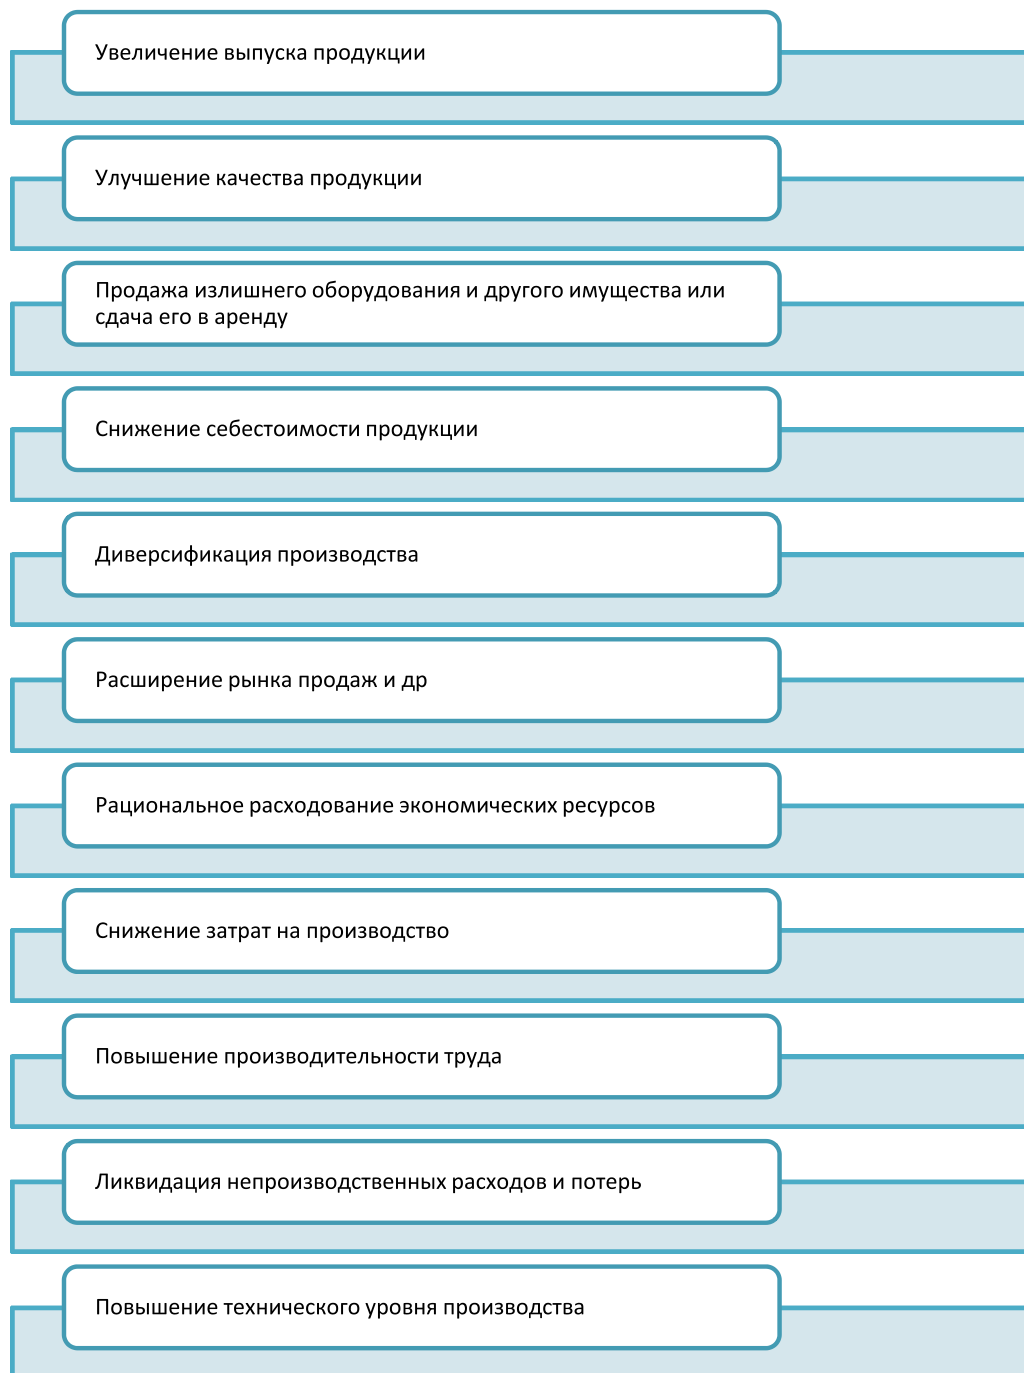 Увеличение выпуска продукции
Улучшение качества продукции
Продажа излишнего оборудования и другого имущества или
сдача его в аренду
Снижение себестоимости продукции
Диверсификация производства
Расширение рынка продаж и др
Рациональное расходование экономических ресурсов
Снижение затрат на производство
Повышение производительности труда
Ликвидация непроизводственных расходов и потерь
Повышение технического уровня производства